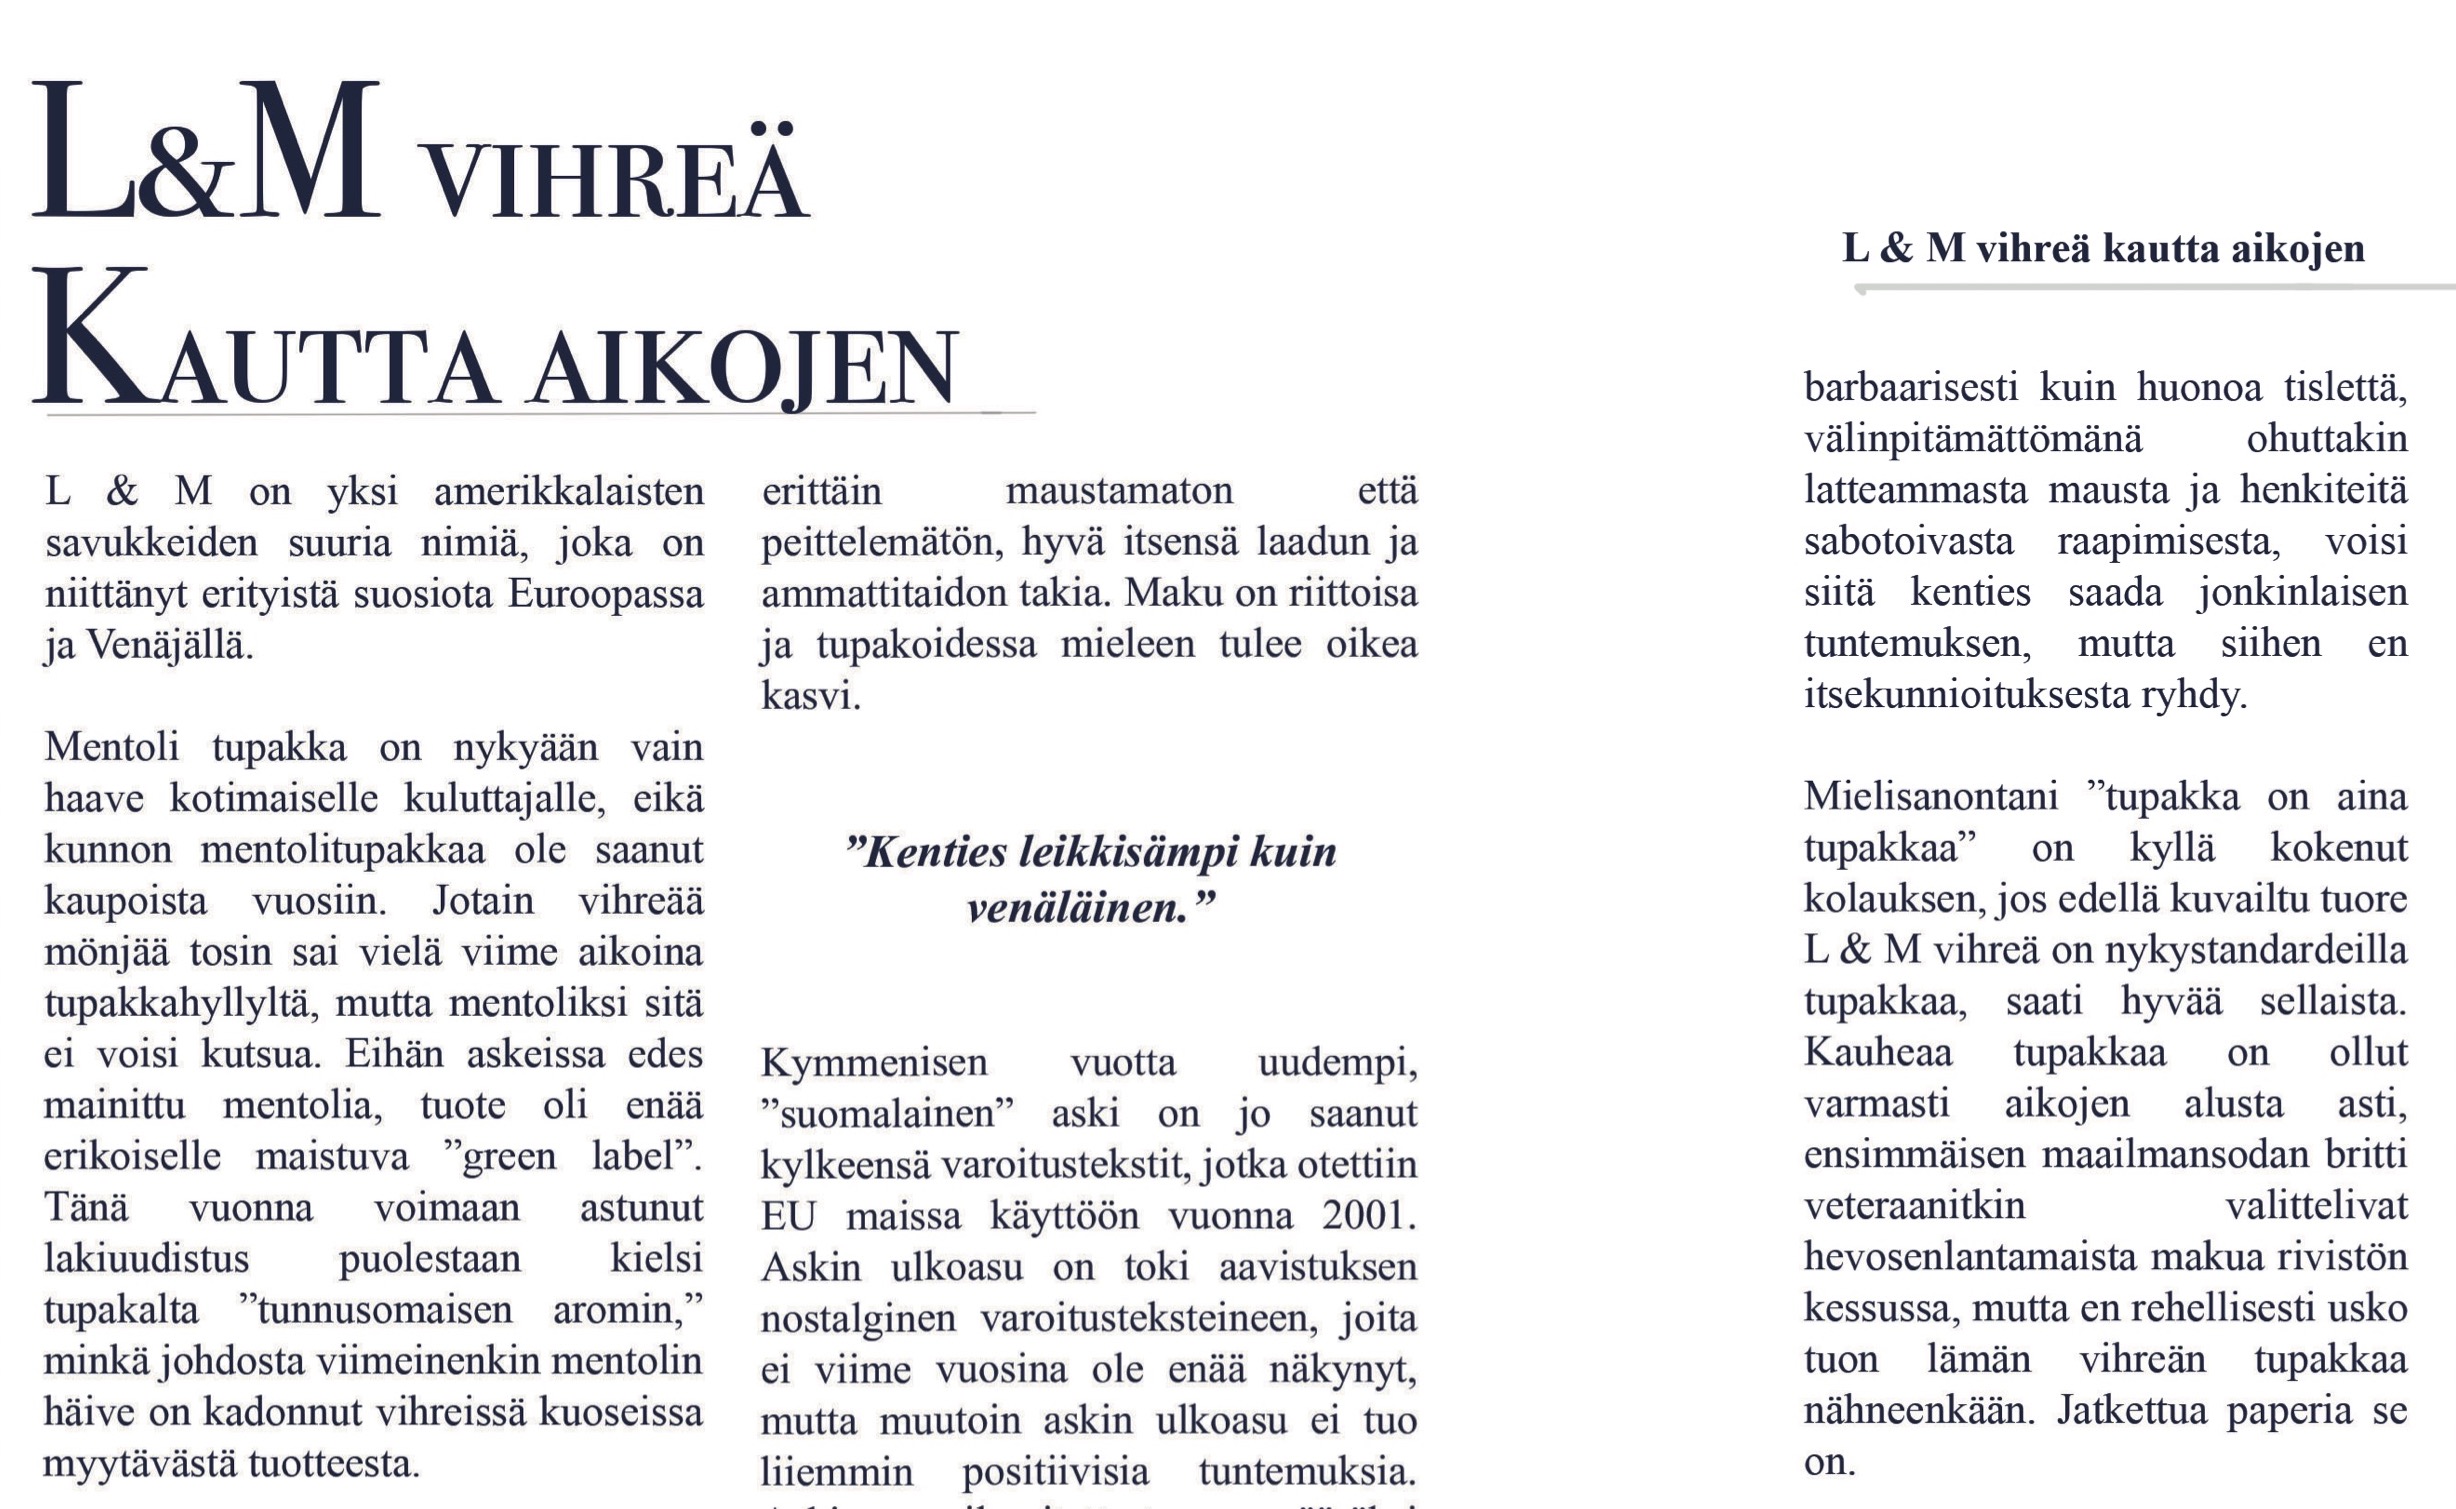 L&M VIHREÄ
KAUTTA AIKOJEN
L & M on yksi amerikkalaisten
savukkeiden suuria nimiä, joka on
niittänyt erityistä suosiota Euroopassa
ja Venäjällä.
Mentoli tupakka on nykyään vain
haave kotimaiselle kuluttajalle, eikä
kunnon mentolitupakkaa ole saanut
kaupoista vuosiin. Jotain vihreää
mönjää tosin sai vielä viime aikoina
tupakkahyllyltä, mutta mentoliksi sitä
ei voisi kutsua. Eihän askeissa edes
mainittu mentolia, tuote oli enää
erikoiselle maistuva ”green label”.
Tänä vuonna voimaan astunut
lakiuudistus puolestaan kielsi
tupakalta ”tunnusomaisen aromin,”
minkä johdosta viimeinenkin mentolin
häive on kadonnut vihreissä kuoseissa
myytävästä tuotteesta.
erittäin maustamaton että
peittelemätön, hyvä itsensä laadun ja
ammattitaidon takia. Maku on riittoisa
ja tupakoidessa mieleen tulee oikea
kasvi.
”Kenties leikkisämpi kuin
venäläinen.”
Kymmenisen vuotta uudempi,
”suomalainen” aski on jo saanut
kylkeensä varoitustekstit, jotka otettiin
EU maissa käyttöön vuonna 2001.
Askin ulkoasu on toki aavistuksen
nostalginen varoitusteksteineen, joita
ei viime vuosina ole enää näkynyt,
mutta muutoin askin ulkoasu ei tuo
liiemmin positiivisia tuntemuksia.
L & M vihreä kautta aikojen
barbaarisesti kuin huonoa tislettä,
välinpitämättömänä ohuttakin
latteammasta mausta ja henkiteitä
sabotoivasta raapimisesta, voisi
siitä kenties saada jonkinlaisen
tuntemuksen, mutta siihen en
itsekunnioituksesta ryhdy.
Mielisanontani ”tupakka on aina
tupakkaa” on kyllä kokenut
kolauksen, jos edellä kuvailtu tuore
L & M vihreä on nykystandardeilla
tupakkaa, saati hyvää sellaista.
Kauheaa tupakkaa on ollut
varmasti aikojen alusta asti,
ensimmäisen maailmansodan britti
veteraanitkin valittelivat
hevosenlantamaista makua rivistön
kessussa, mutta en rehellisesti usko
tuon lämän vihreän tupakkaa
nähneenkään. Jatkettua paperia se
on.